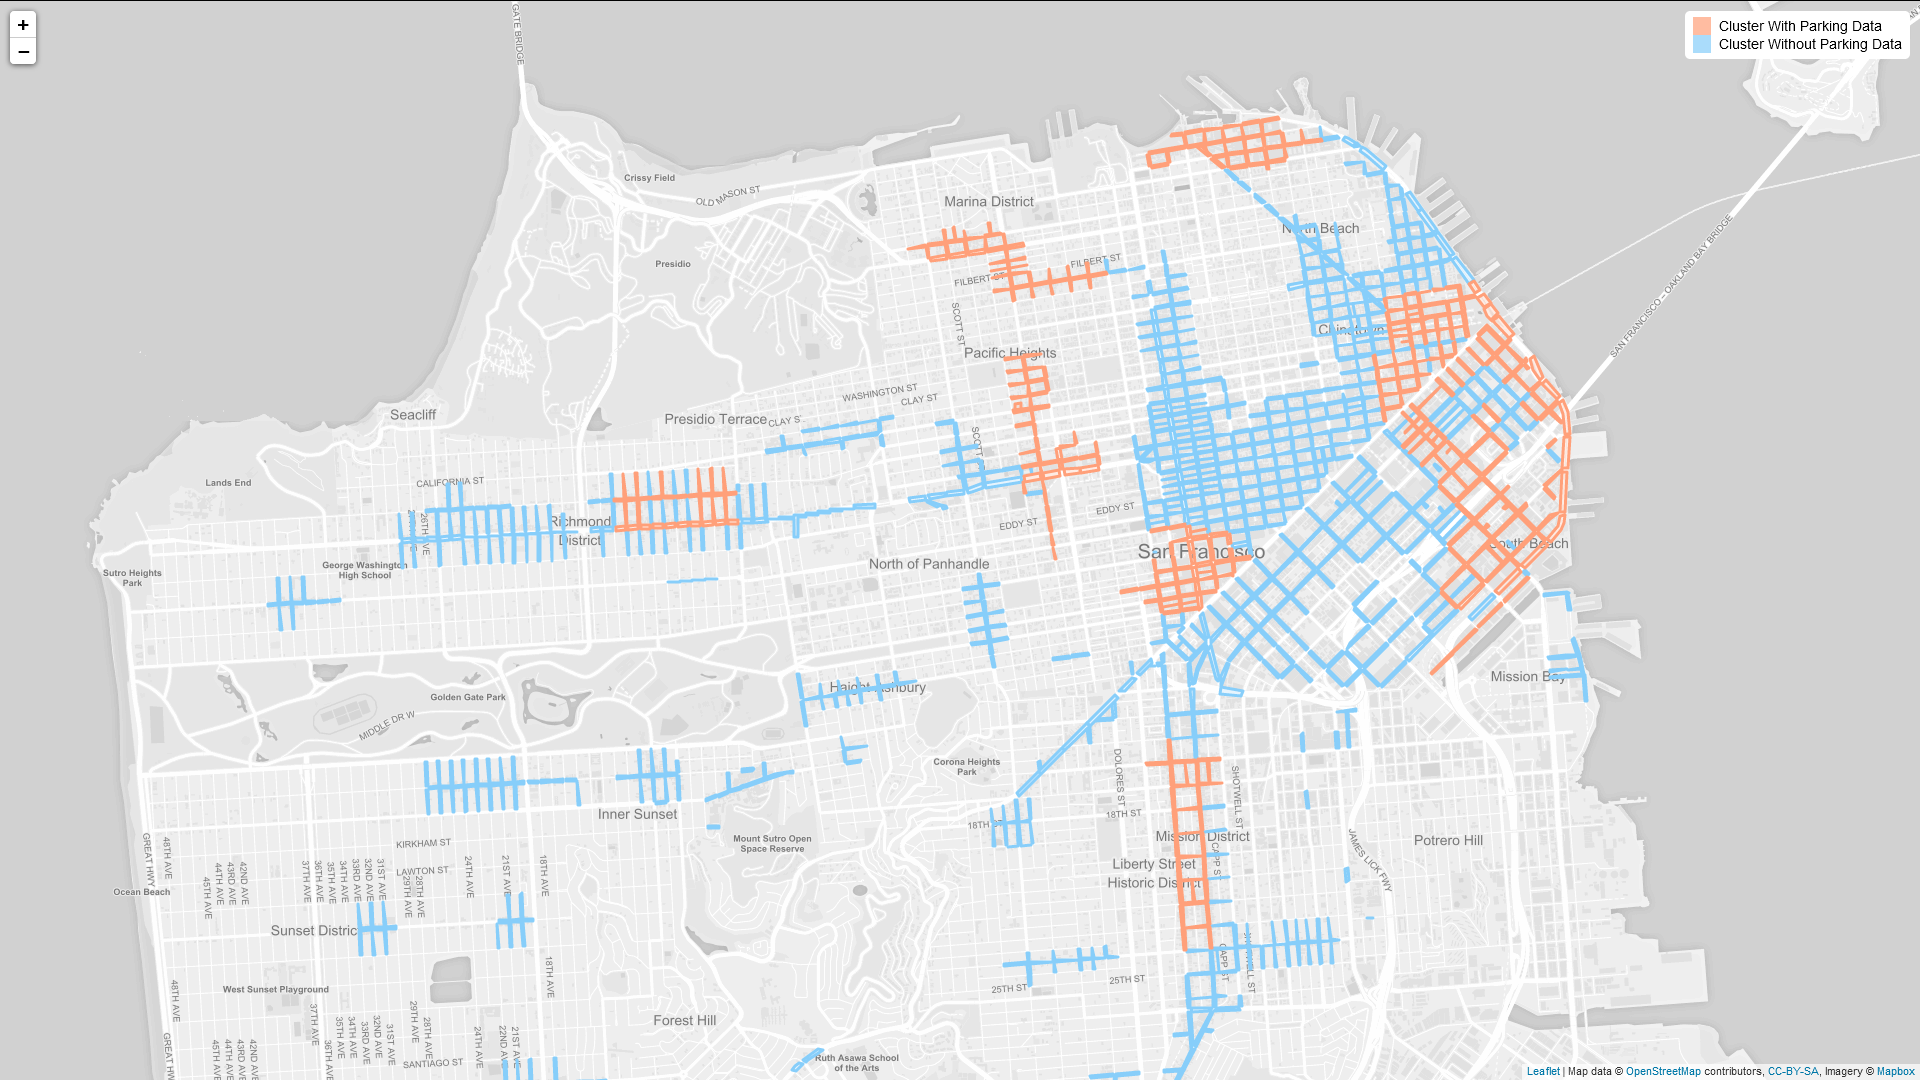 +
−
Cluster With Parking Data
Cluster Without Parking Data
GATE BRIDGE
Crissy Field
OLD MASON ST
Marina District
North Beach
Presidio
FILBERT ST
FILBERT ST
SAN FRANCISCO – OAKLAND BAY BRIDGE
SCOTT ST
Chinatown
Pacific Heights
WASHINGTON ST
CLAY ST
Seacliff
Presidio Terrace
CLAY S
SCOTT ST
Lands End
CALIFORNIA ST
26TH AVE
Richmond
District
EDDY ST
EDDY ST
San Francisco
South Beach
North of Panhandle
George Washington
High School
Sutro Heights
Park
Golden Gate Park
MIDDLE DR W
Haight Ashbury
Mission Bay
Corona Heights
Park
DOLORES ST
SHOTWELL ST
Inner Sunset
18TH ST
18TH ST
Mission District
Potrero Hill
Mount Sutro Open
Space Reserve
KIRKHAM ST
LAWTON ST
JAMES LICK FWY
CAPP ST
Liberty Street
Historic District
GREAT HWY
48TH AVE
45TH AVE
44TH AVE
43RD AVE
42ND AVE
37TH AVE
36TH AVE
35TH AVE
34TH AVE
33RD AVE
32ND AVE
31ST AVE
29TH AVE
28TH AVE
24TH AVE
21ST AVE
18TH AVE
Ocean Beach
Sunset Distric
West Sunset Playground
18TH AVE
25TH ST
25TH ST
CAPP ST
Forest Hill
48TH AVE
GREAT HW
45TH AVE
44TH AVE
43RD AVE
42ND AVE
37TH AVE
36TH AVE
35TH AVE
34TH AVE
33RD AVE
32ND AVE
31ST AVE
29TH AVE
28TH AVE
24TH AVE
22ND AVE
21ST AVE
SANTIAGO ST
Ruth Asawa School
of the Arts
Leaflet | Map data © OpenStreetMap contributors, CC-BY-SA, Imagery © Mapbox